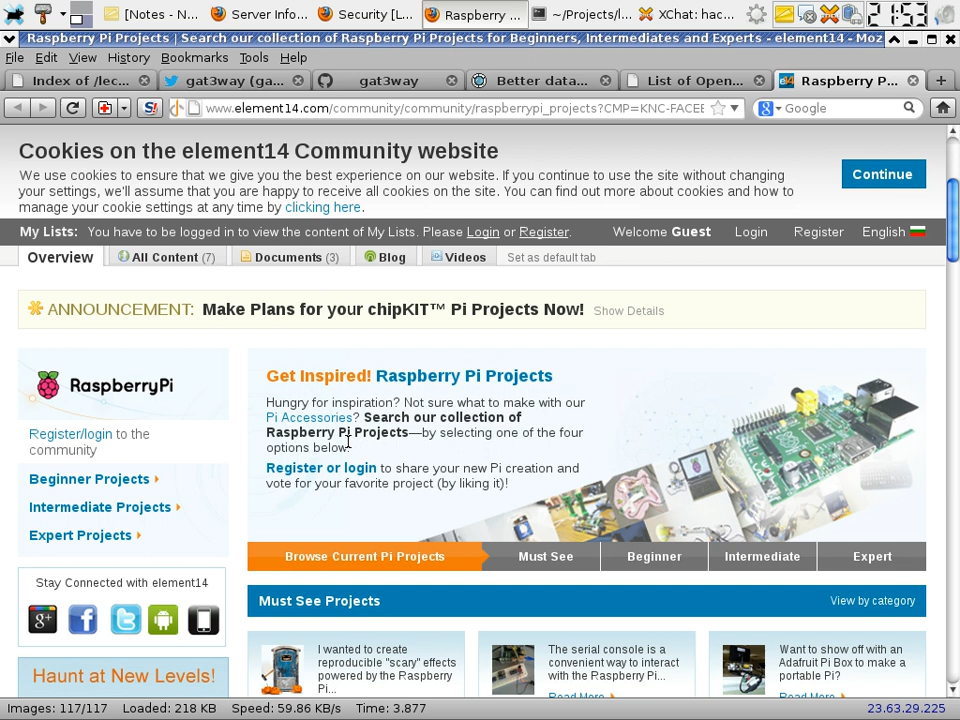 [Notes - N...
Server Info...
Security [L...
Raspberry ...
~/Projects/l...
XChat: hac...
21:53
Raspberry Pi Projects | Search our collection of Raspberry Pi Projects for Beginners, Intermediates and Experts - element14 - Moz
File Edit View History Bookmarks Tools Help
Index of /lec...
gat3way (ga...
gat3way
Better data...
List of Open...
Raspberry P...
www.element14.com/community/community/raspberrypi_projects?CMP=KNC-FACEE
Google
Cookies on the element14 Community website
We use cookies to ensure that we give you the best experience on our website. If you continue to use the site without changing
your settings, we'll assume that you are happy to receive all cookies on the site. You can find out more about cookies and how to
manage your cookie settings at any time by clicking here.
Continue
My Lists: You have to be logged in to view the content of My Lists. Please Login or Register.
Welcome Guest Login Register English
Overview All Content (7) Documents (3) Blog Videos Set as default tab
ANNOUNCEMENT: Make Plans for your chipKIT™ Pi Projects Now! Show Details
RaspberryPi
Register/login to the
community
Beginner Projects
Intermediate Projects
Expert Projects
Stay Connected with element14
Haunt at New Levels!
Get Inspired! Raspberry Pi Projects
Hungry for inspiration? Not sure what to make with our
Pi Accessories? Search our collection of
Raspberry Pi Projects—by selecting one of the four
options below.
Register or login to share your new Pi creation and
vote for your favorite project (by liking it)!
Browse Current Pi Projects Must See Beginner Intermediate Expert
Must See Projects View by category
I wanted to create
reproducible "scary" effects
powered by the Raspberry
Pi...
The serial console is a
convenient way to interact
with the Raspberry Pi...
Read More
Want to show off with an
Adafruit Pi Box to make a
portable Pi?
Read More
Images: 117/117 Loaded: 218 KB Speed: 59.86 KB/s Time: 3.877
23.63.29.225